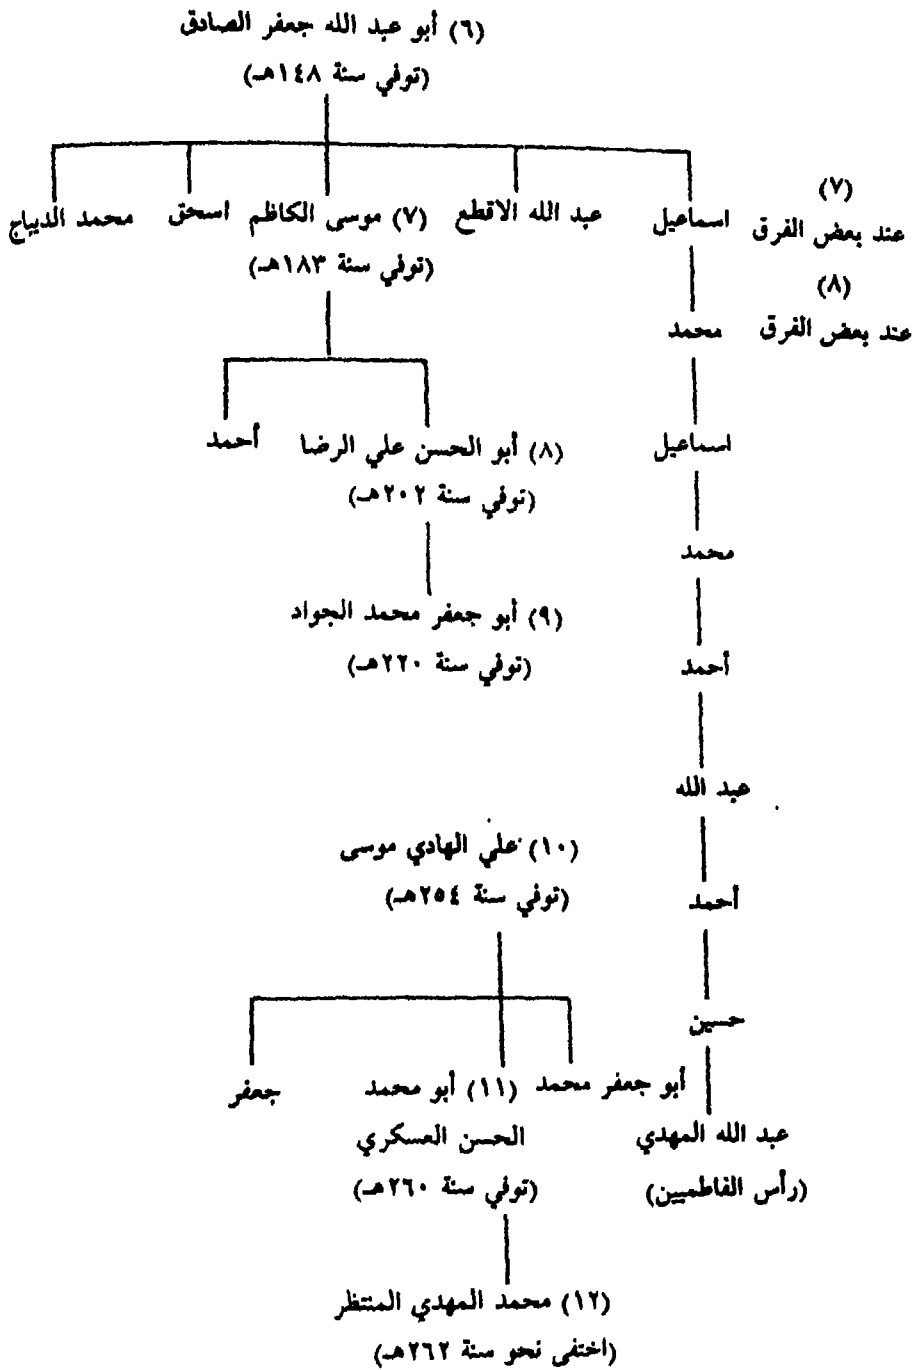 (٦) أبو عبد الله جعفر الصادق
(توفي سنة ١٤٨هـ)
(٧)
عند بعض الفرق
اسماعيل
عبد الله الاقطع
(٧) موسى الكاظم
(توفي سنة ١٨٣هـ)
اسحق
محمد الديباج
(٨)
عند بعض الفرق
محمد
اسماعيل
(٨) أبو الحسن علي الرضا
(توفي سنة ٢٠٢هـ)
أحمد
محمد
(٩) أبو جعفر محمد الجواد
(توفي سنة ٢٢٠هـ)
أحمد
عبد الله
(١٠) علي الهادي موسى
(توفي سنة ٢٥٤هـ)
أحمد
حسين
أبو جعفر محمد
(١١) أبو محمد
الحسن العسكري
(توفي سنة ٢٦٠هـ)
جعفر
عبد الله المهدي
(رأس الفاطميين)
(١٢) محمد المهدي المنتظر
(اختفى نحو سنة ٢٦٢هـ)